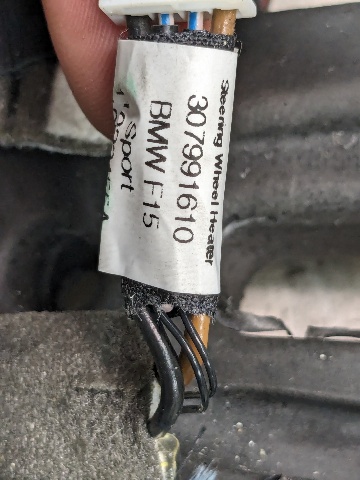 Steering Wheel Heater
307991610
BMW F15
Sport